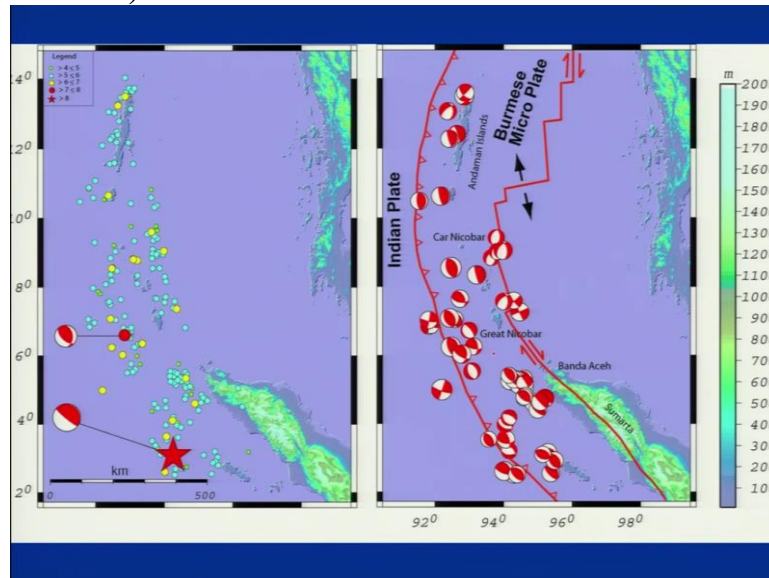 )
Legend
> 4 ≤ 5
> 5 ≤ 6
> 6 ≤ 7
> 7 ≤ 8
> 8
14⁰
12⁰
10⁰
8⁰
6⁰
4⁰
2⁰
km
0 500
Indian Plate
Burmese
Micro Plate
Andaman Islands
Car Nicobar
Great Nicobar
Banda Aceh
Sumarta
92⁰ 94⁰ 96⁰ 98⁰
m
200
190
180
170
160
150
140
130
120
110
100
90
80
70
60
50
40
30
20
10